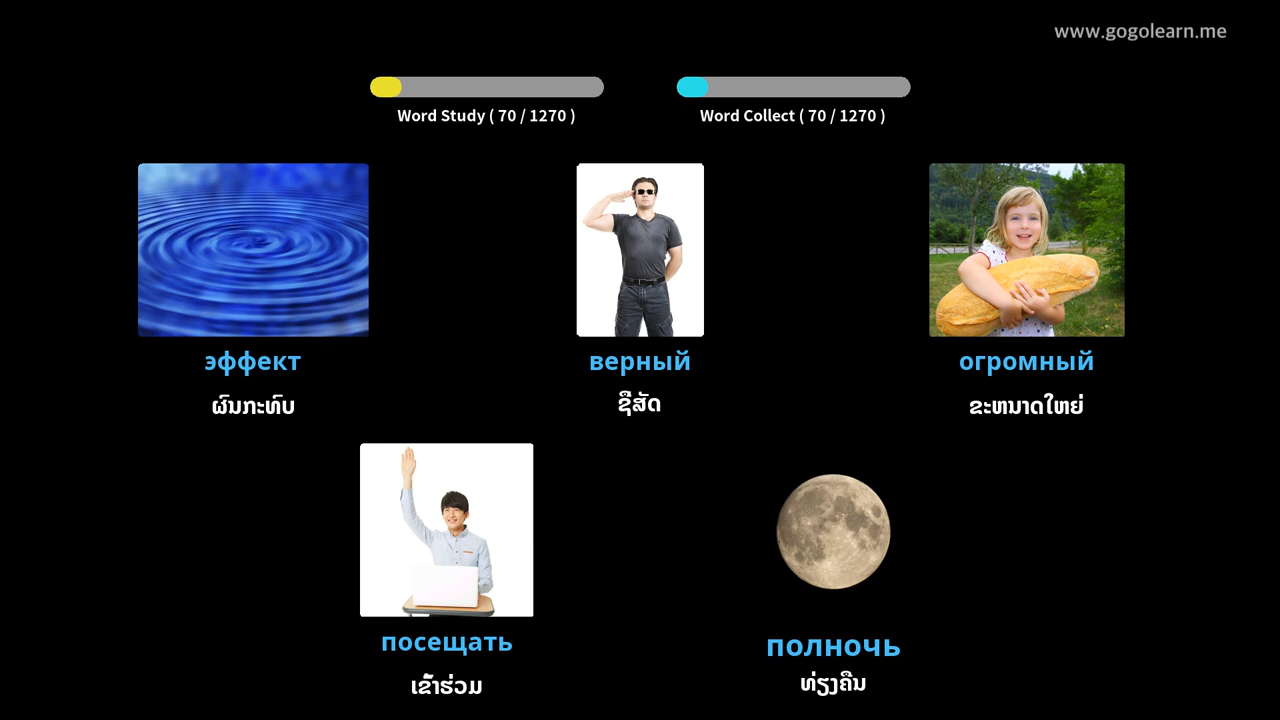 www.gogolearn.me
Word Study ( 70 / 1270 )
Word Collect ( 70 / 1270 )
эффект
верный
огромный
ຜົນກະທົບ
ຊື່ສັດ
ຂະຫນາດໃຫຍ່
посещать
полночь
ເຂົ້າຮ່ວມ
ທ່ຽງຄືນ